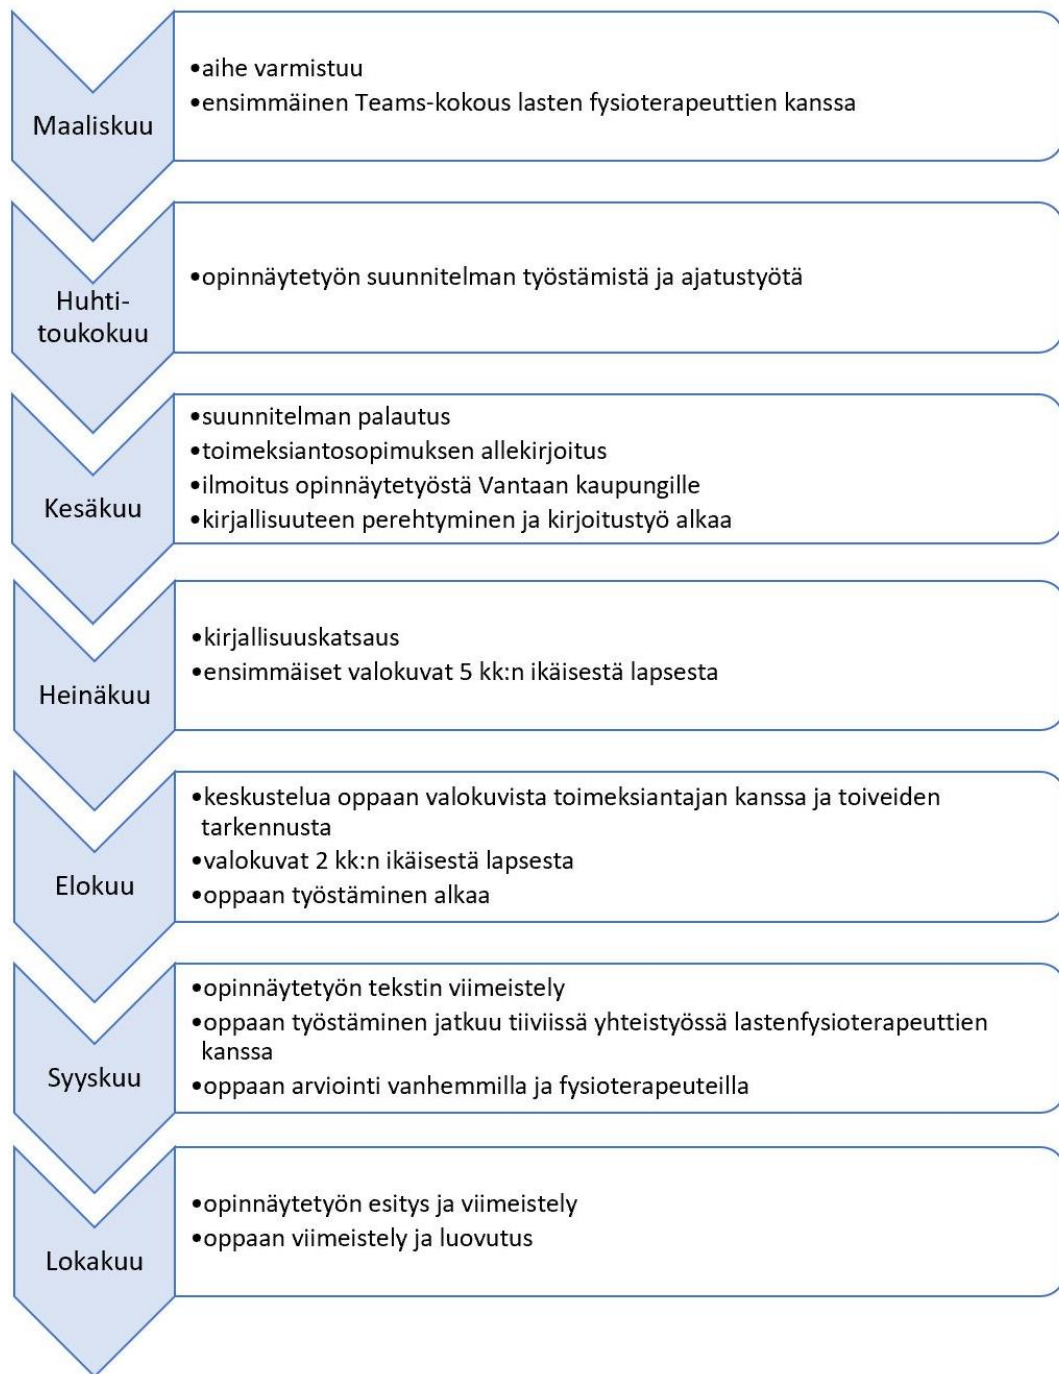 Maaliskuu
•aihe varmistuu
•ensimmäinen Teams-kokous lasten fysioterapeuttien kanssa
Huhti-
toukokuu
•opinnäytetyön suunnitelman työstämistä ja ajatustyötä
Kesäkuu
•suunnitelman palautus
•toimeksiantosopimuksen allekirjoitus
•ilmoitus opinnäytetyöstä Vantaan kaupungille
•kirjallisuuteen perehtyminen ja kirjoitustyö alkaa
Heinäkuu
•kirjallisuuskatsaus
•ensimmäiset valokuvat 5 kk:n ikäisestä lapsesta
Elokuu
•keskustelua oppaan valokuvista toimeksiantajan kanssa ja toiveiden
tarkennusta
•valokuvat 2 kk:n ikäisestä lapsesta
•oppaan työstäminen alkaa
Syyskuu
•opinnäytetyön tekstin viimeistely
•oppaan työstäminen jatkuu tiiviissä yhteistyössä lastenfysioterapeuttien
kanssa
•oppaan arviointi vanhemmilla ja fysioterapeuteilla
Lokakuu
•opinnäytetyön esitys ja viimeistely
•oppaan viimeistely ja luovutus